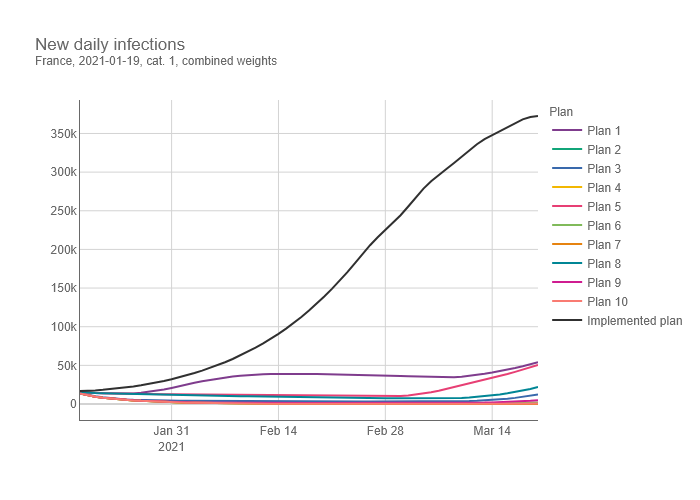 New daily infections
France, 2021-01-19, cat. 1, combined weights
350k
300k
250k
200k
150k
100k
50k
0
Jan 31
2021
Feb 14
Feb 28
Mar 14
Plan
Plan 1
Plan 2
Plan 3
Plan 4
Plan 5
Plan 6
Plan 7
Plan 8
Plan 9
Plan 10
Implemented plan